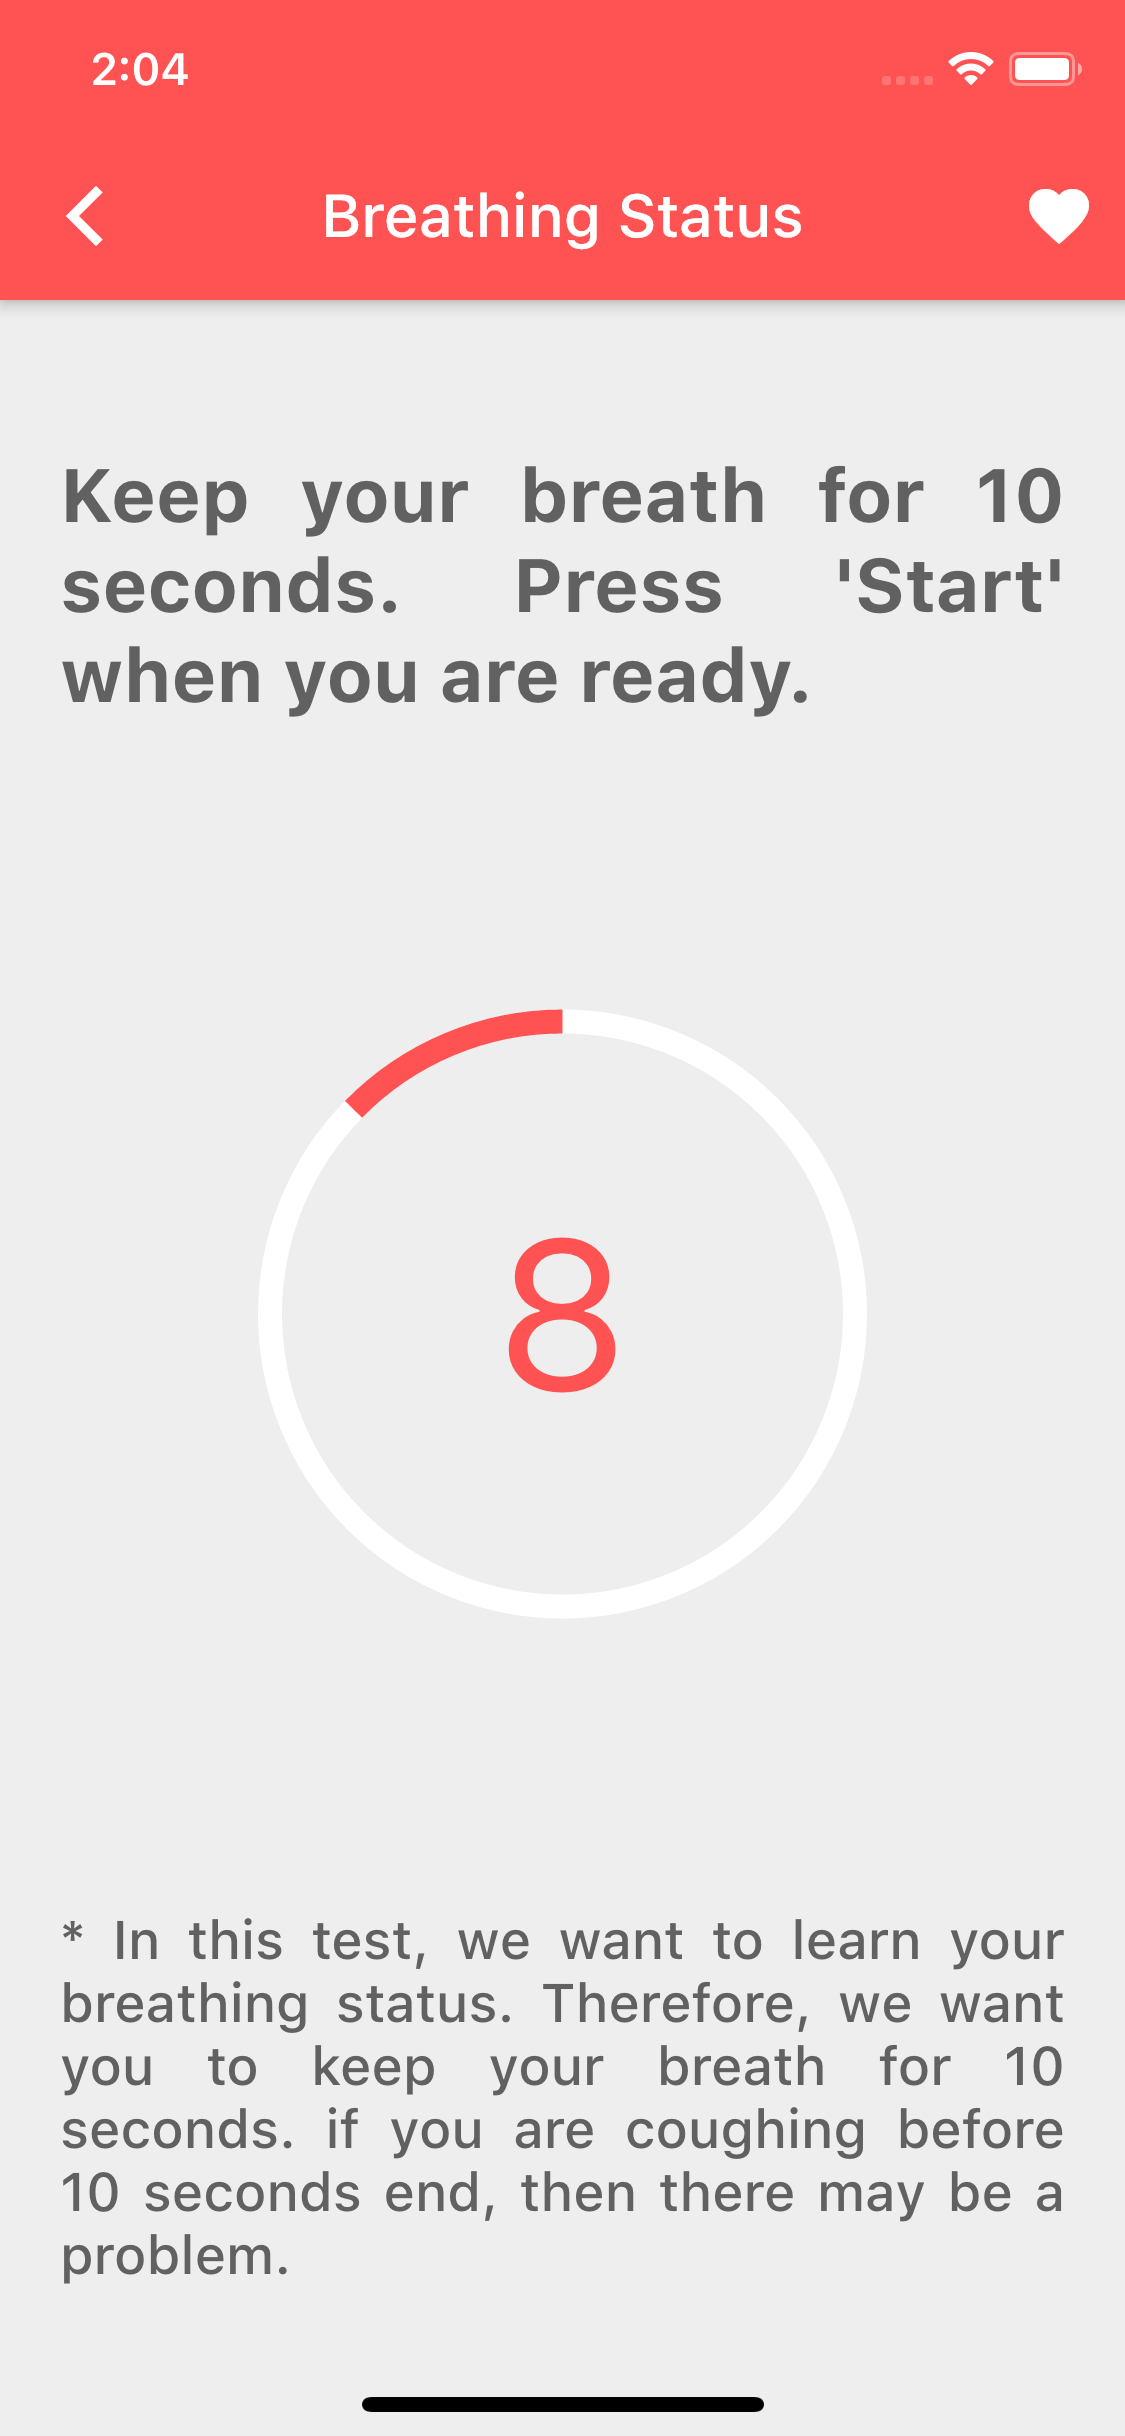 2:04
Breathing Status
Keep your breath for 10
seconds. Press 'Start'
when you are ready.
8
* In this test, we want to learn your
breathing status. Therefore, we want
you to keep your breath for 10
seconds. if you are coughing before
10 seconds end, then there may be a
problem.